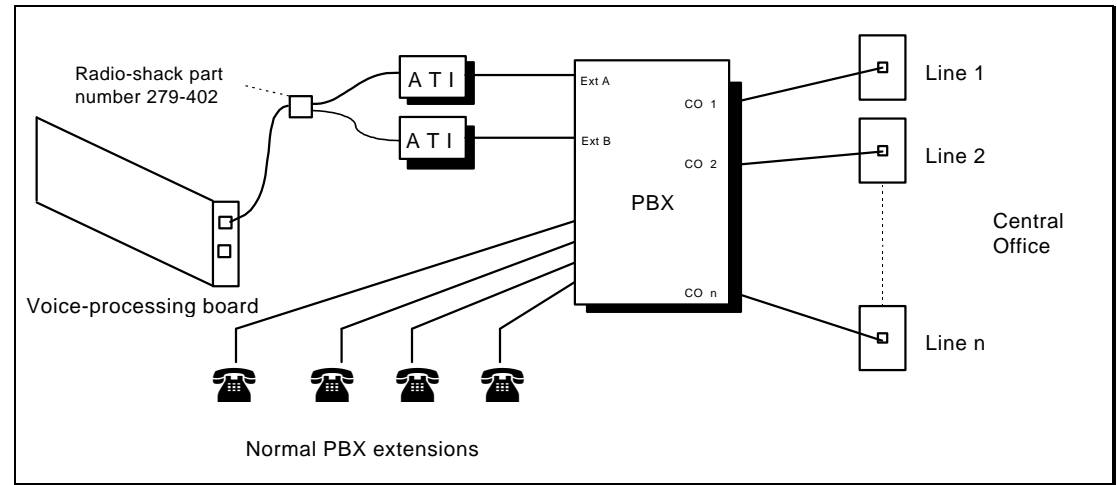 Radio-shack part
number 279-402
A T I
A T I
Ext A
Ext B
CO 1
CO 2
PBX
CO n
Line 1
Line 2
Central
Office
Line n
Voice-processing board
Normal PBX extensions